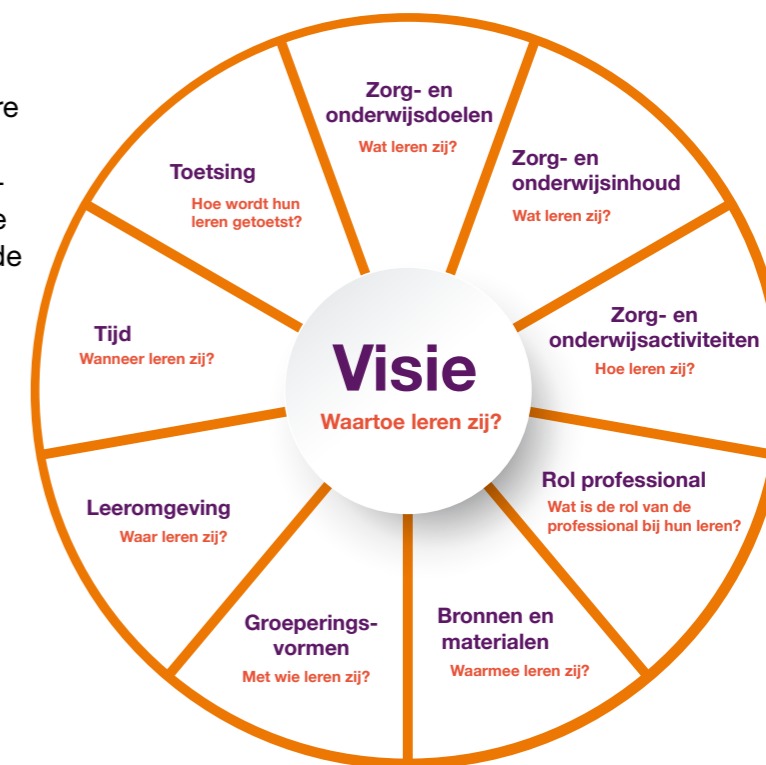 re
-
e
de
Zorg- en
onderwijsdoelen
Wat leren zij?
Zorg- en
onderwijsinhoud
Wat leren zij?
Zorg- en
onderwijsactiviteiten
Hoe leren zij?
Rol professional
Wat is de rol van de
professional bij hun leren?
Bronnen en
materialen
Waarmee leren zij?
Groeperings-
vormen
Met wie leren zij?
Leeromgeving
Waar leren zij?
Tijd
Wanneer leren zij?
Toetsing
Hoe wordt hun
leren getoetst?
Visie
Waartoe leren zij?